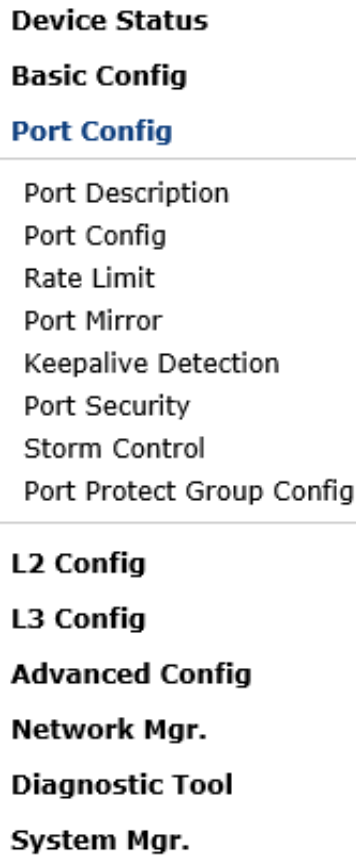 Device Status
Basic Config
Port Config
Port Description
Port Config
Rate Limit
Port Mirror
Keepalive Detection
Port Security
Storm Control
Port Protect Group Config
L2 Config
L3 Config
Advanced Config
Network Mgr.
Diagnostic Tool
System Mgr.